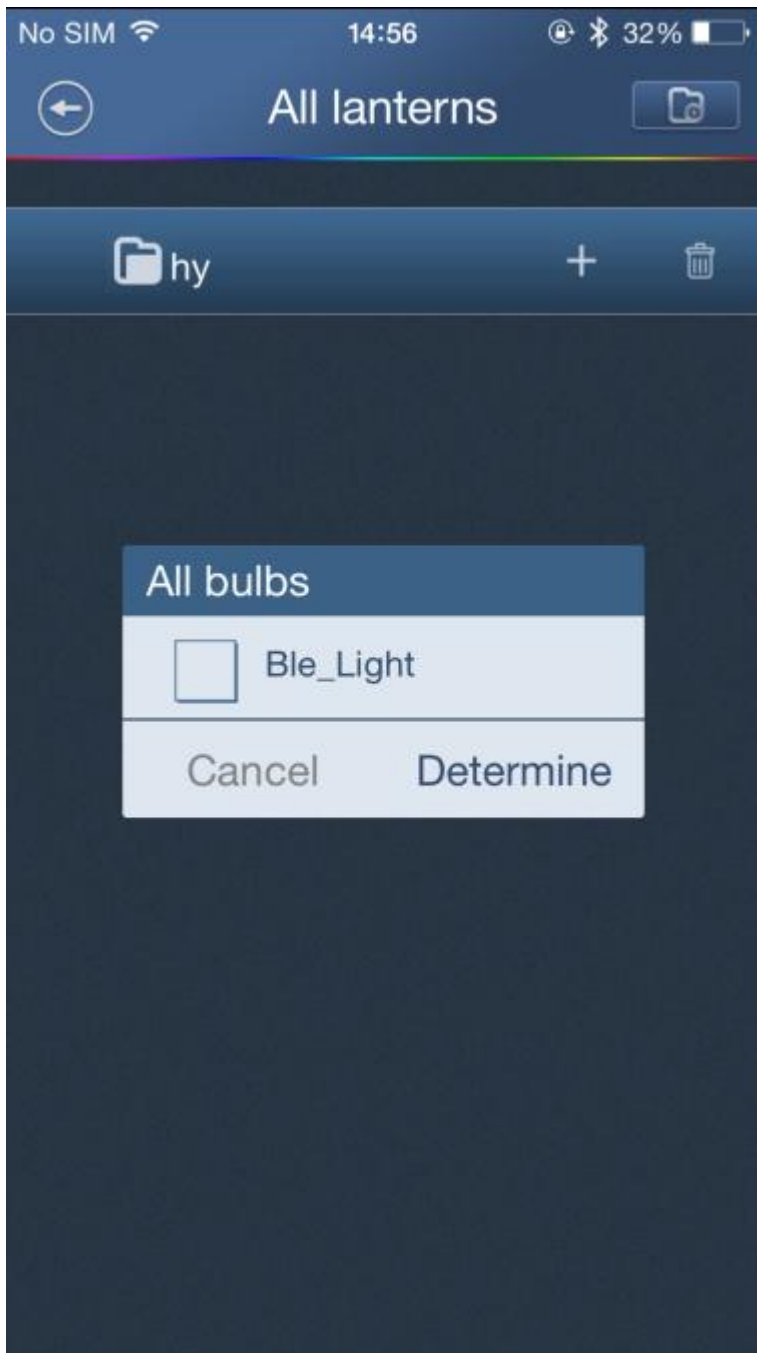 No SIM 14:56 32%
All lanterns
hy
All bulbs
Ble_Light
Cancel Determine